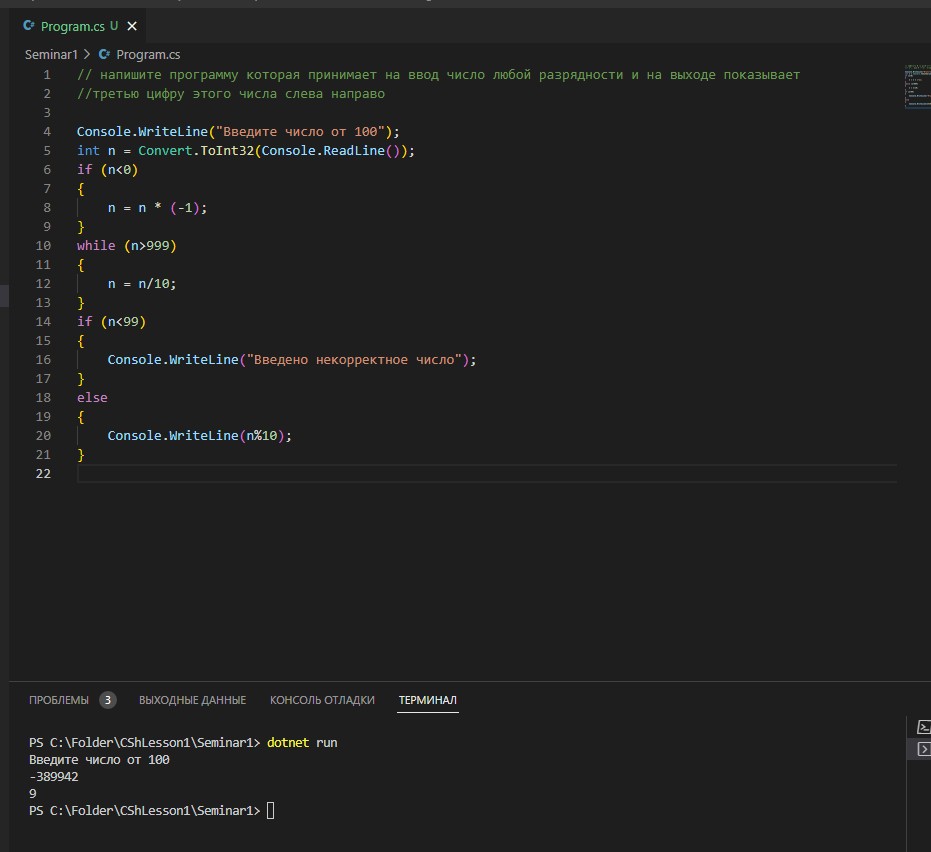 Program.cs U
Seminar1 > Program.cs
1 // напишите программу которая принимает на ввод число любой разрядности и на выходе показывает
2 //третью цифру этого числа слева направо
3
4 Console.WriteLine("Введите число от 100");
5 int n = Convert.ToInt32(Console.ReadLine());
6 if (n<0)
7 {
8 n = n * (-1);
9 }
10 while (n>999)
11 {
12 n = n/10;
13 }
14 if (n<99)
15 {
16 Console.WriteLine("Введено некорректное число");
17 }
18 else
19 {
20 Console.WriteLine(n%10);
21 }
22
ПРОБЛЕМЫ 3 ВЫХОДНЫЕ ДАННЫЕ КОНСОЛЬ ОТЛАДКИ ТЕРМИНАЛ
PS C:\Folder\CShLesson1\Seminar1> dotnet run
Введите число от 100
-389942
9
PS C:\Folder\CShLesson1\Seminar1>